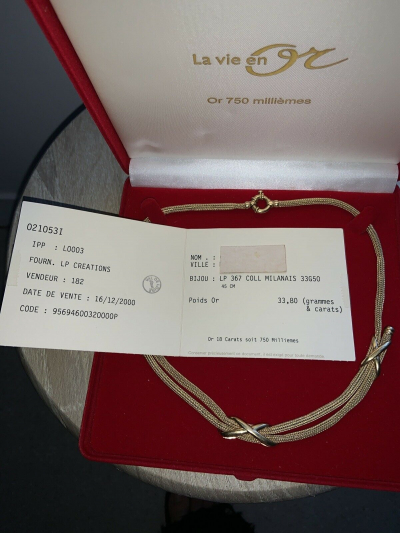 La vie en Or
Or 750 millièmes
021053I
IPP : L0003
FOURN. LP CREATIONS
VENDEUR : 182
DATE DE VENTE : 16/12/2000
CODE : 95694600320000P
NOM . :
VILLE :
BIJOU : LP 367 COLL MILANAIS 33G50
45 CM
Poids Or 33,80 (grammes
& carats)
Or 18 Carats soit 750 Millièmes